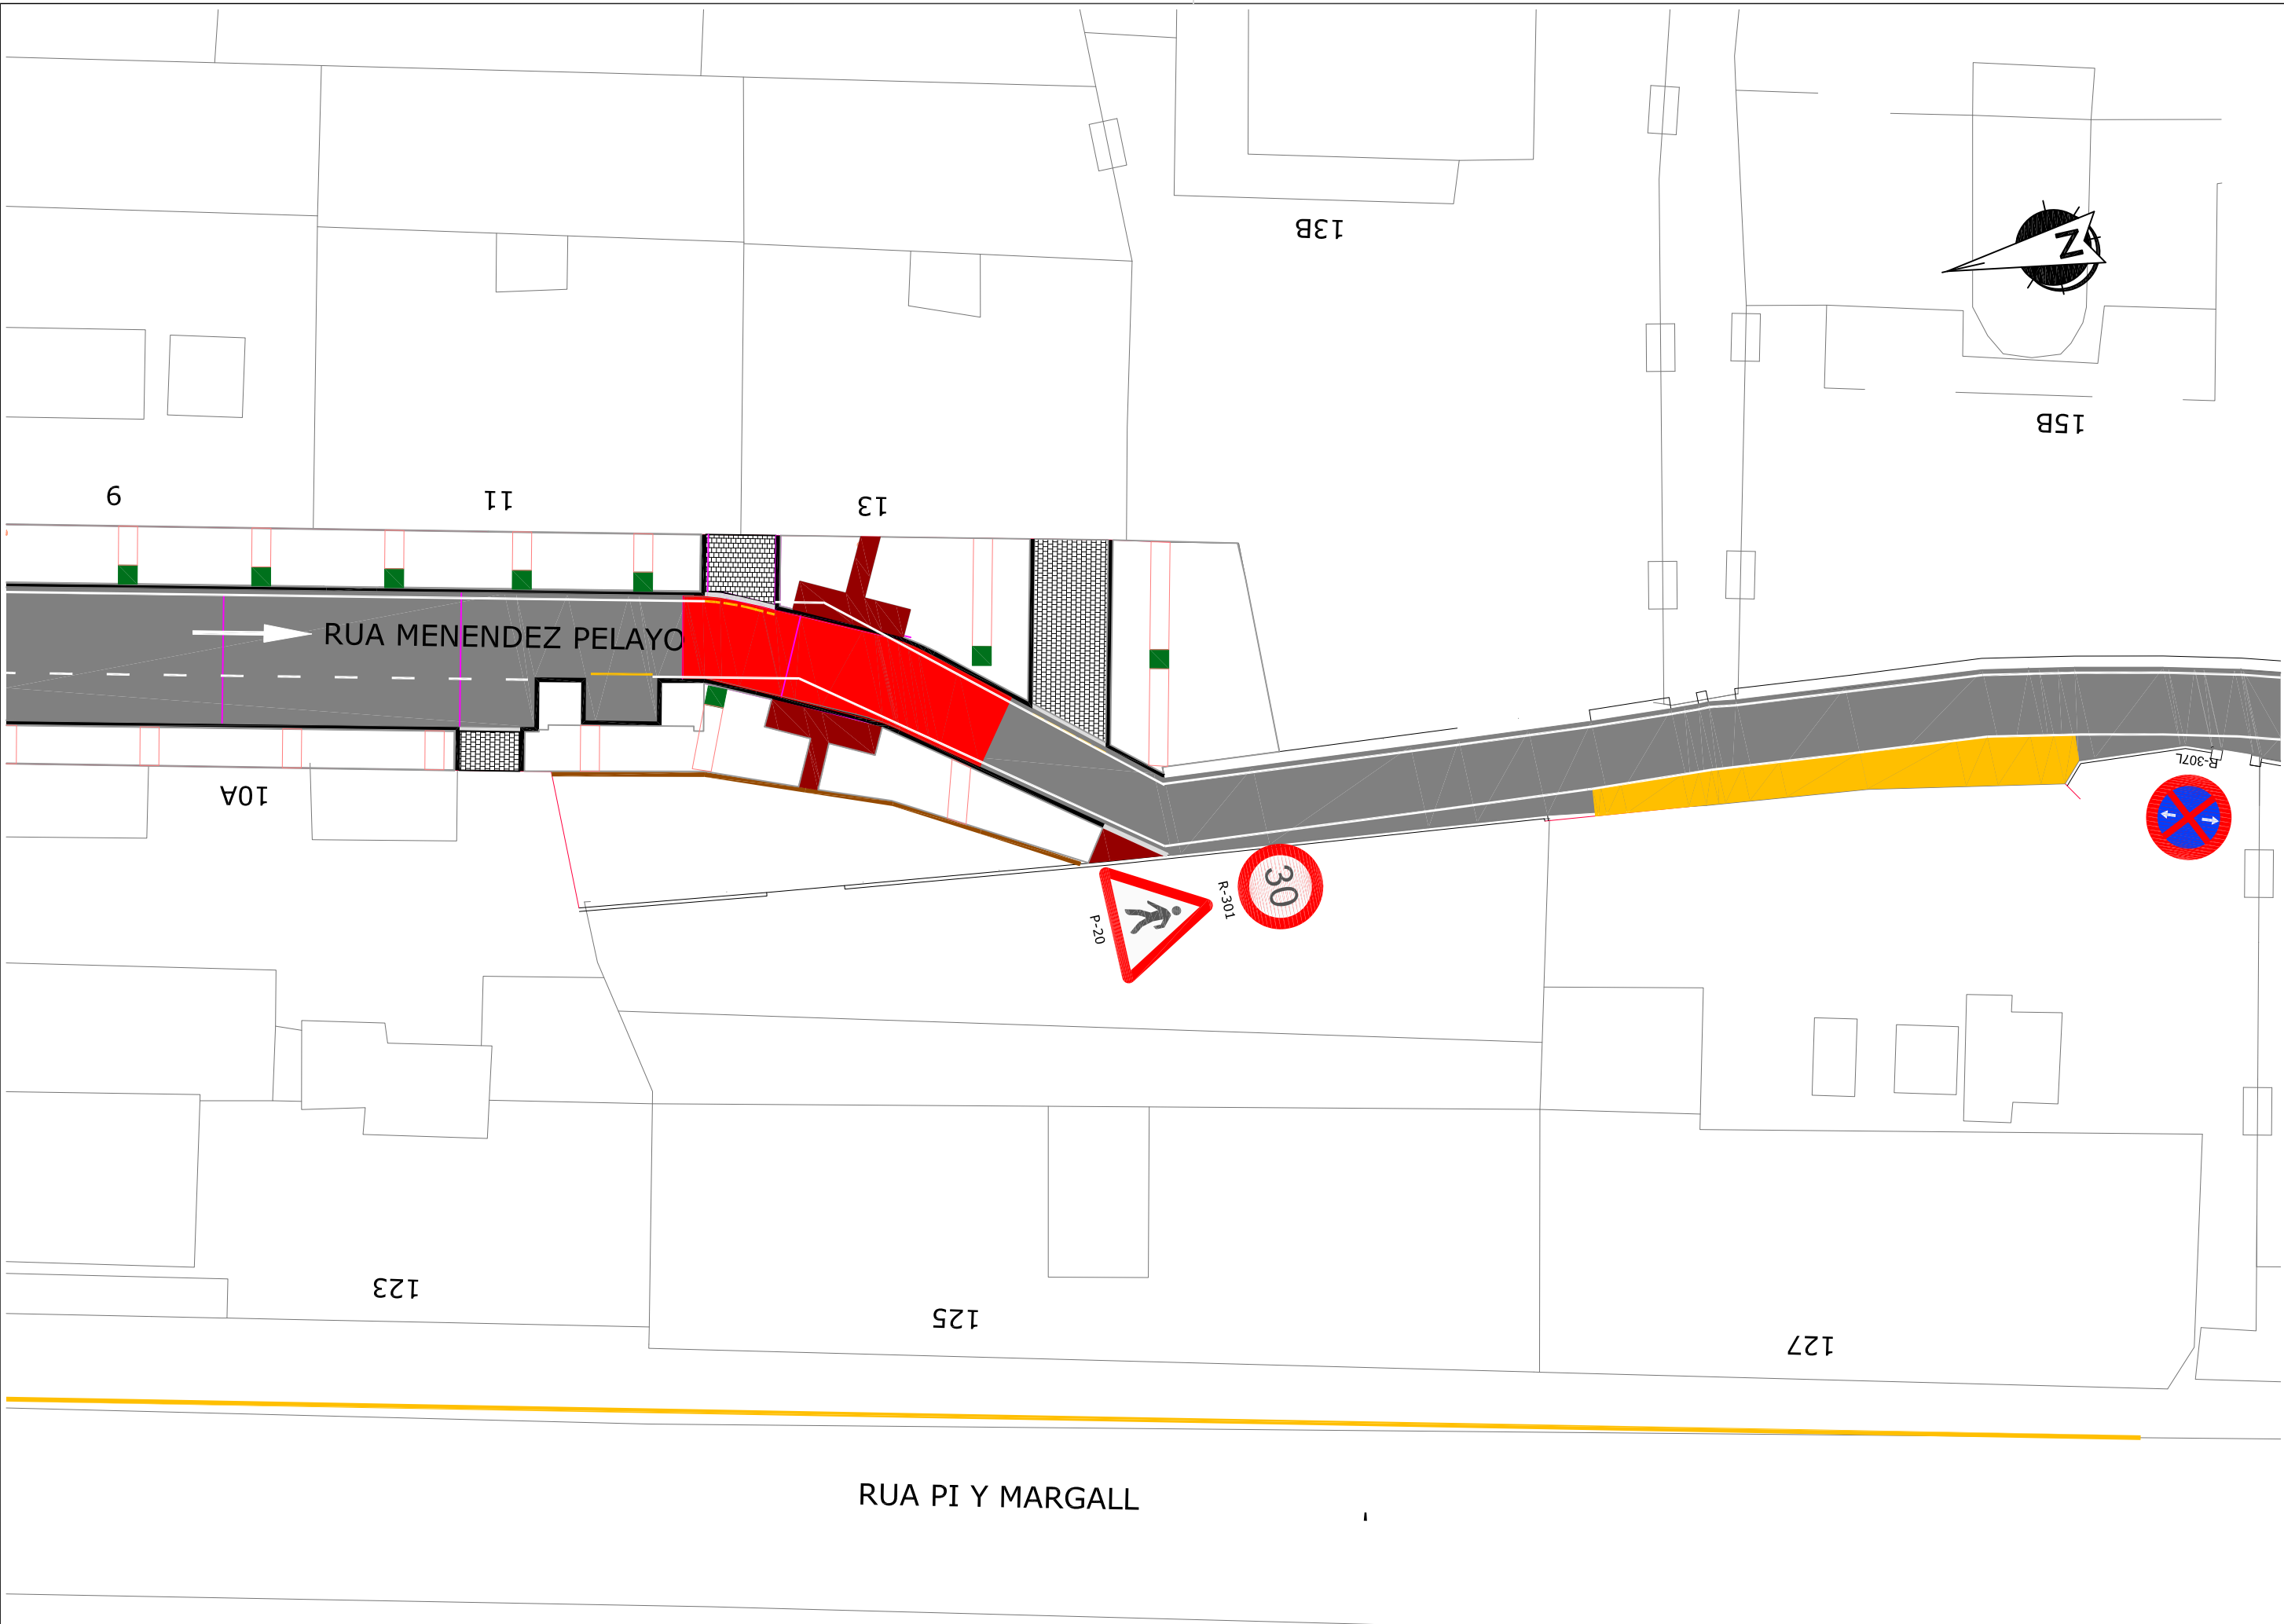 13B
N
15B
9
11
13
RUA MENENDEZ PELAYO
10A
R-307L
30
R-301
P-20
123
125
127
RUA PI Y MARGALL